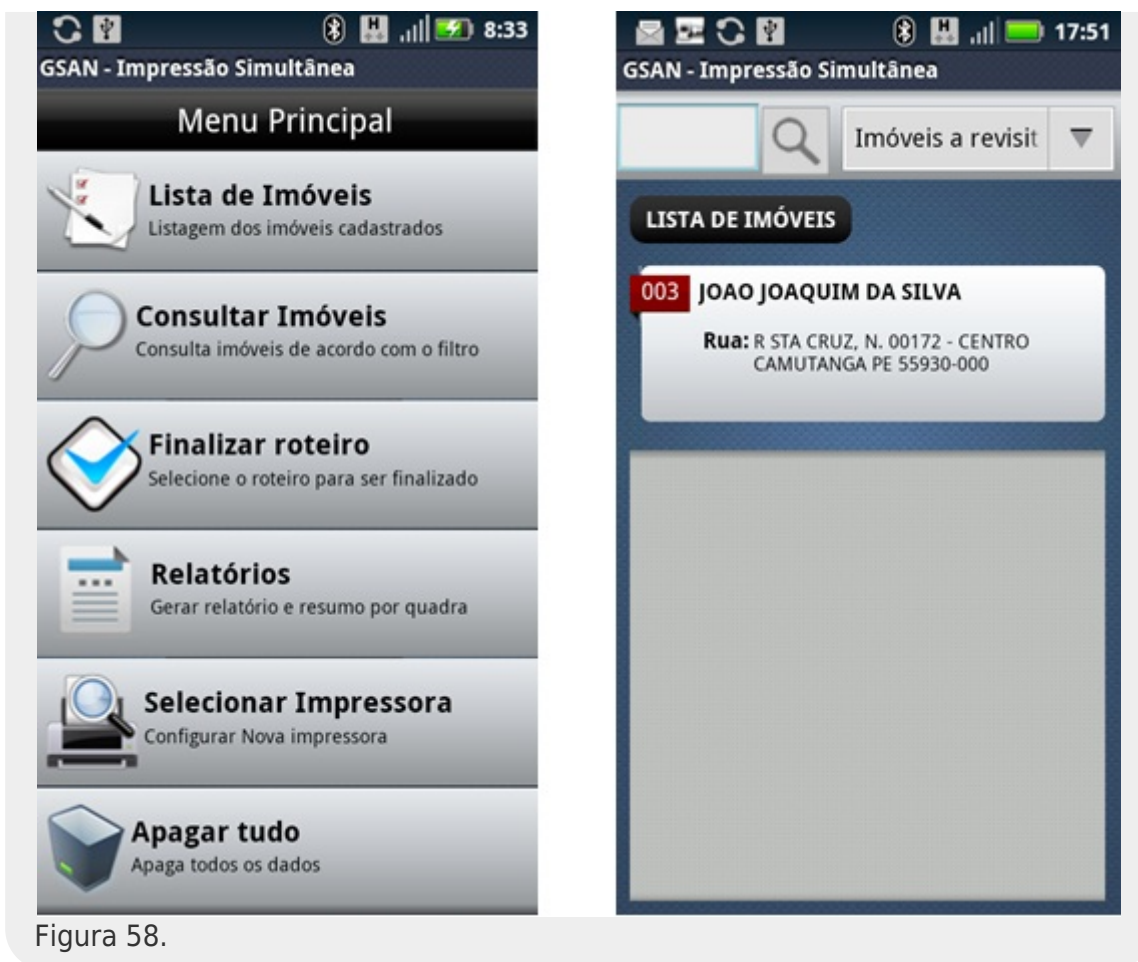 8:33
GSAN - Impressão Simultânea
Menu Principal
Lista de Imóveis
Listagem dos imóveis cadastrados
Consultar Imóveis
Consulta imóveis de acordo com o filtro
Finalizar roteiro
Selecione o roteiro para ser finalizado
Relatórios
Gerar relatório e resumo por quadra
Selecionar Impressora
Configurar Nova impressora
Apagar tudo
Apaga todos os dados
H
17:51
GSAN - Impressão Simultânea
Imóveis a revisit
LISTA DE IMÓVEIS
003 JOAO JOAQUIM DA SILVA
Rua: R STA CRUZ, N. 00172 - CENTRO
CAMUTANGA PE 55930-000
Figura 58.